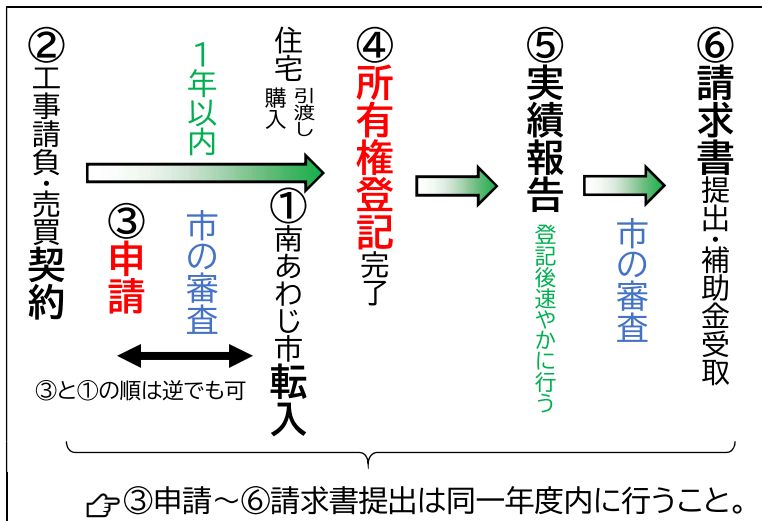 ②工事請負・売買契約
1年以内
③申請
市の審査
住宅購入
引渡し
①南あわじ市転入
③と①の順は逆でも可
④所有権登記完了
⑤実績報告
登記後速やかに行う
市の審査
⑥請求書提出・補助金受取
☞③申請～⑥請求書提出は同一年度内に行うこと。